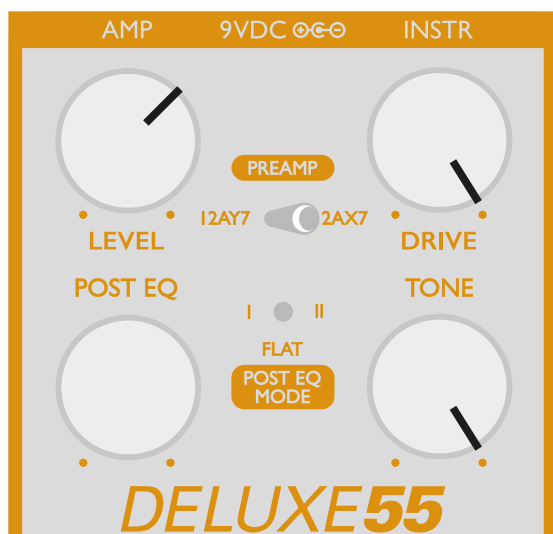 AMP 9VDC INSTR
PREAMP
12AY7 2AX7
LEVEL DRIVE
POST EQ TONE
I II
FLAT
POST EQ
MODE
DELUXE55